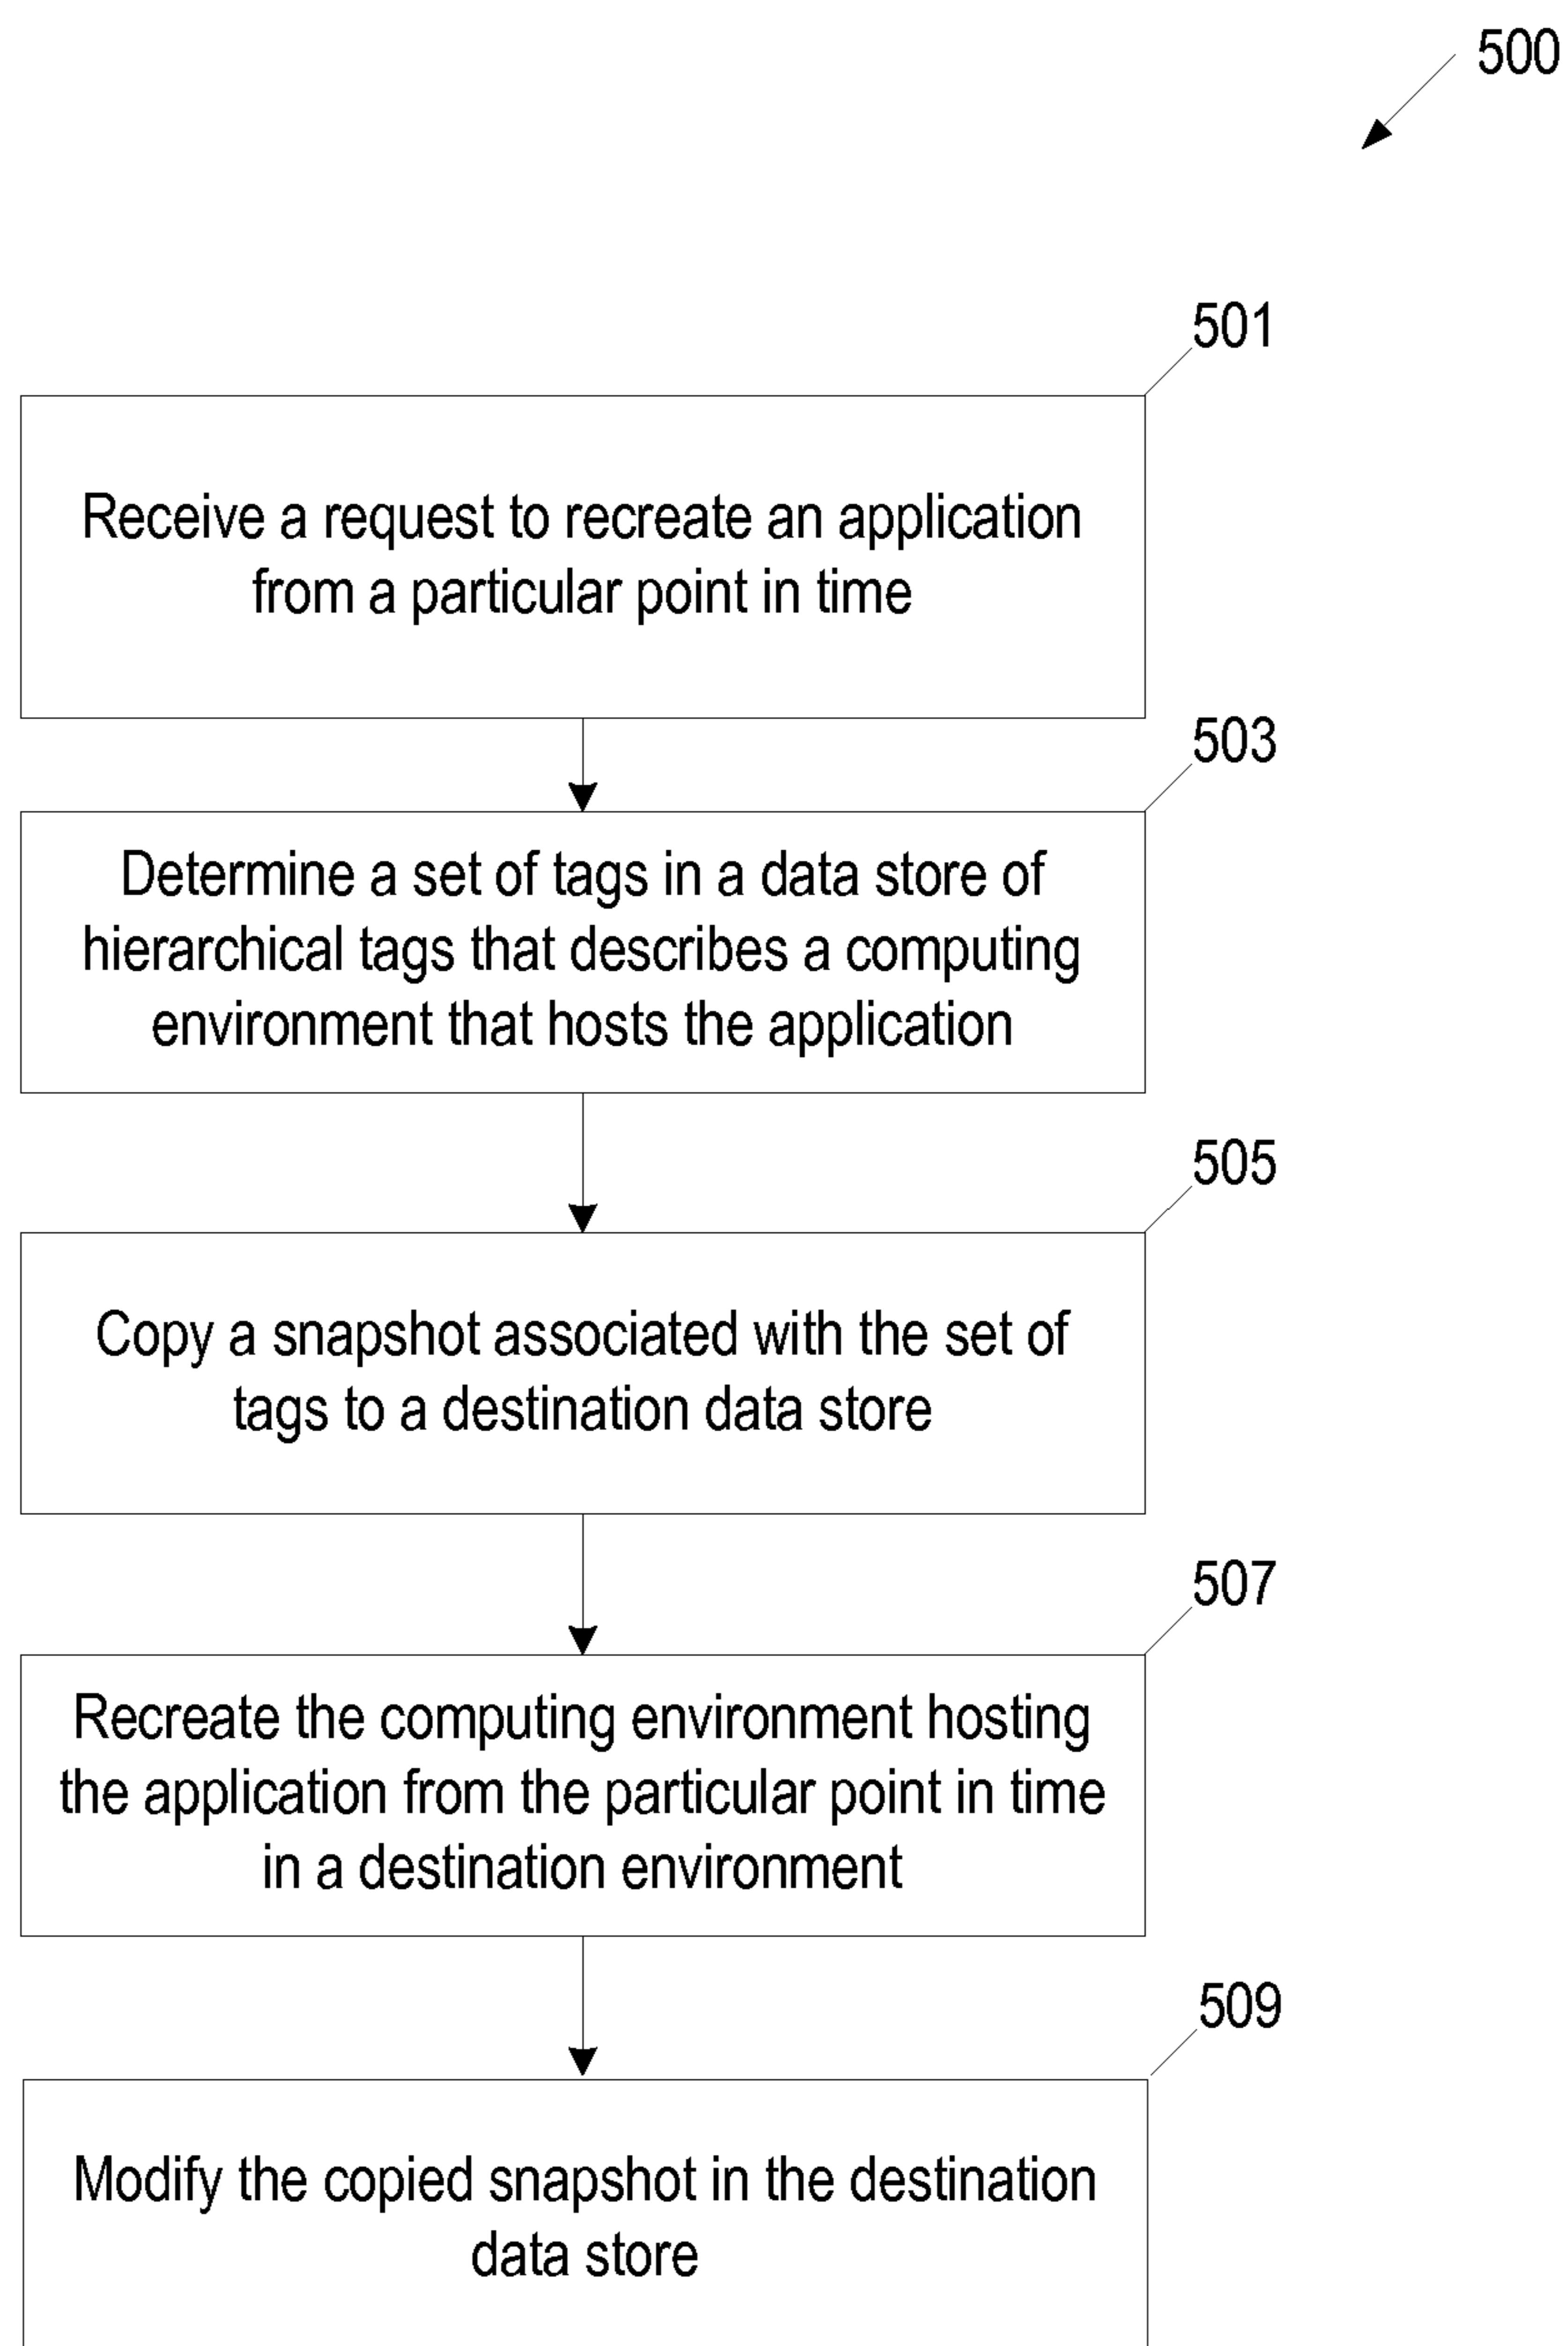 500
501
Receive a request to recreate an application
from a particular point in time
503
Determine a set of tags in a data store of
hierarchical tags that describes a computing
environment that hosts the application
505
Copy a snapshot associated with the set of
tags to a destination data store
507
Recreate the computing environment hosting
the application from the particular point in time
in a destination environment
509
Modify the copied snapshot in the destination
data store